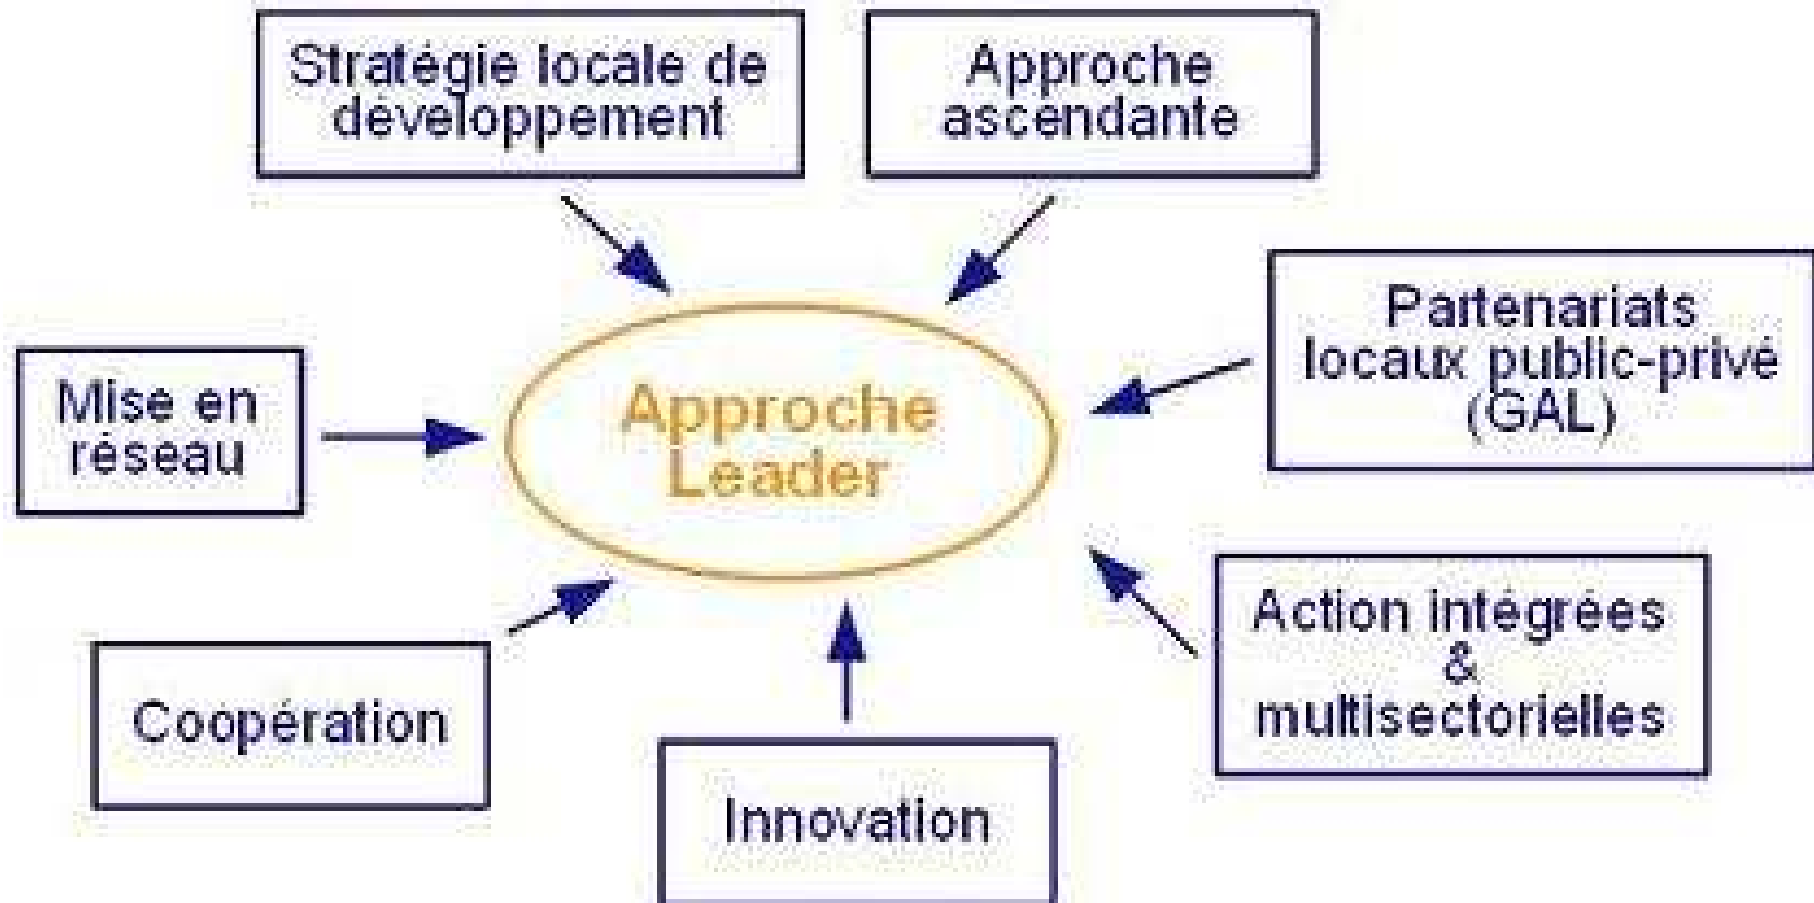 Stratégie locale de
développement
Approche
ascendante
Partenariats
locaux public-privé
(GAL)
Mise en
réseau
Approche
Leader
Action intégrées
&
multisectorielles
Coopération
Innovation